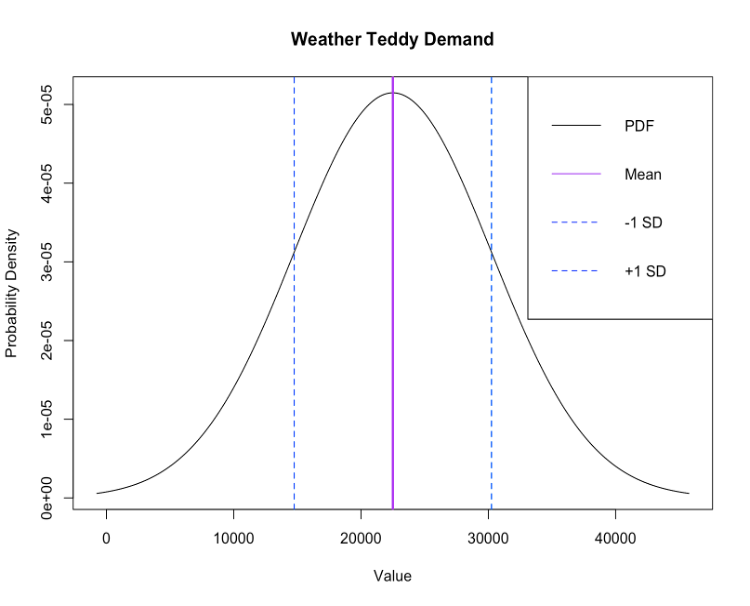 Weather Teddy Demand
Probability Density
5e-05
4e-05
3e-05
2e-05
1e-05
0e+00
PDF
Mean
-1 SD
+1 SD
0 10000 20000 30000 40000
Value